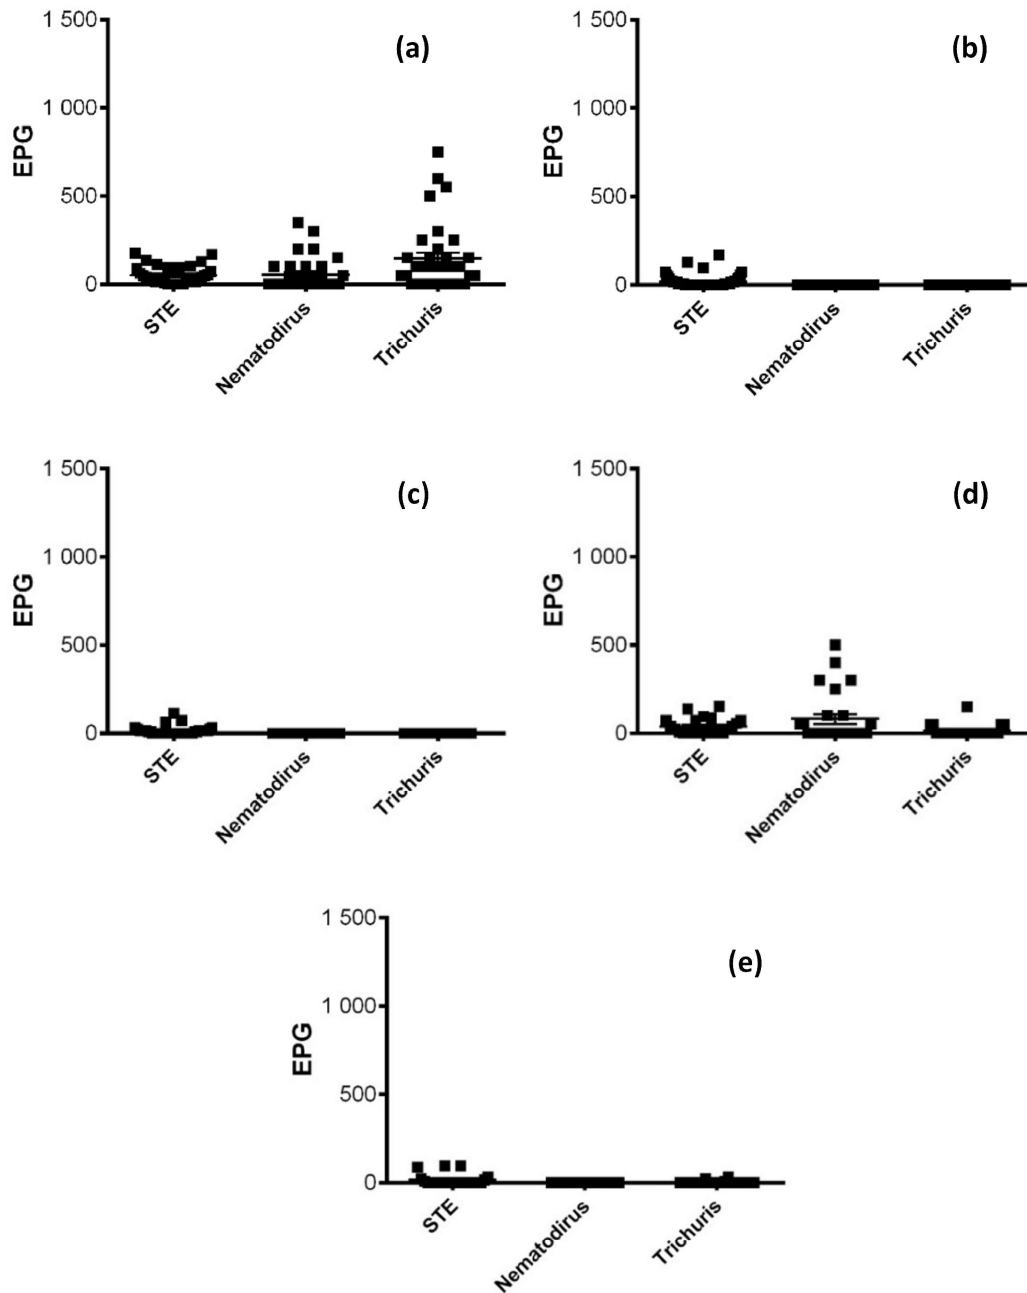 1 500
(a)
1 000
EPG
500
0
STE
Nematodirus
Trichuris
1 500
(b)
1 000
EPG
500
0
STE
Nematodirus
Trichuris
1 500
(c)
1 000
EPG
500
0
STE
Nematodirus
Trichuris
1 500
(d)
1 000
EPG
500
0
STE
Nematodirus
Trichuris
1 500
(e)
1 000
EPG
500
0
STE
Nematodirus
Trichuris